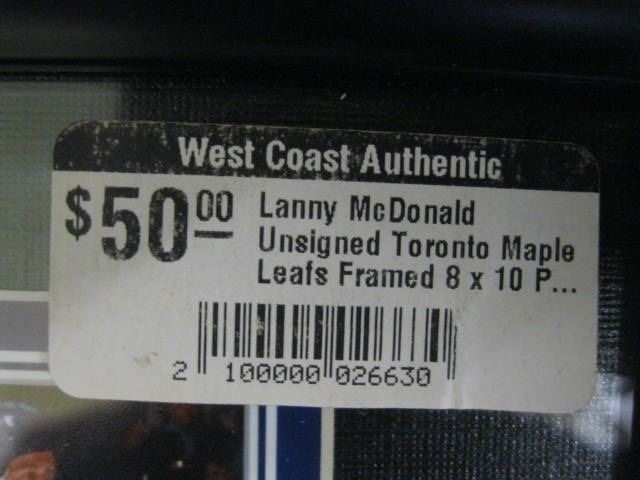 West Coast Authentic
$50.00
Lanny McDonald
Unsigned Toronto Maple
Leafs Framed 8 x 10 P...
2 100000 026630